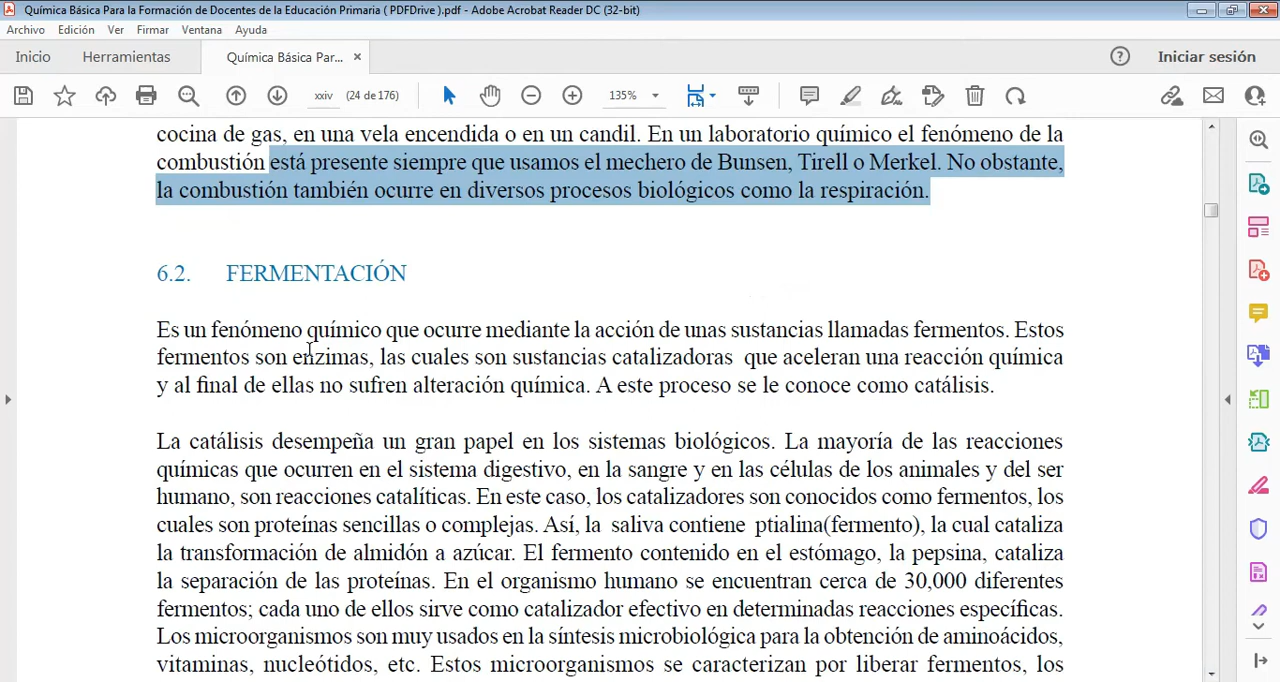 Química Básica Para la Formación de Docentes de la Educación Primaria ( PDFDrive ).pdf - Adobe Acrobat Reader DC (32-bit)
Archivo Edición Ver Firmar Ventana Ayuda
Inicio Herramientas Química Básica Par... × Iniciar sesión
xxiv (24 de 176) 135%
cocina de gas, en una vela encendida o en un candil. En un laboratorio químico el fenómeno de la
combustión está presente siempre que usamos el mechero de Bunsen, Tirell o Merkel. No obstante,
la combustión también ocurre en diversos procesos biológicos como la respiración.
6.2. FERMENTACIÓN
Es un fenómeno químico que ocurre mediante la acción de unas sustancias llamadas fermentos. Estos
fermentos son enzimas, las cuales son sustancias catalizadoras que aceleran una reacción química
y al final de ellas no sufren alteración química. A este proceso se le conoce como catálisis.
La catálisis desempeña un gran papel en los sistemas biológicos. La mayoría de las reacciones
químicas que ocurren en el sistema digestivo, en la sangre y en las células de los animales y del ser
humano, son reacciones catalíticas. En este caso, los catalizadores son conocidos como fermentos, los
cuales son proteínas sencillas o complejas. Así, la saliva contiene ptialina(fermento), la cual cataliza
la transformación de almidón a azúcar. El fermento contenido en el estómago, la pepsina, cataliza
la separación de las proteínas. En el organismo humano se encuentran cerca de 30,000 diferentes
fermentos; cada uno de ellos sirve como catalizador efectivo en determinadas reacciones específicas.
Los microorganismos son muy usados en la síntesis microbiológica para la obtención de aminoácidos,
vitaminas, nucleótidos, etc. Estos microorganismos se caracterizan por liberar fermentos, los